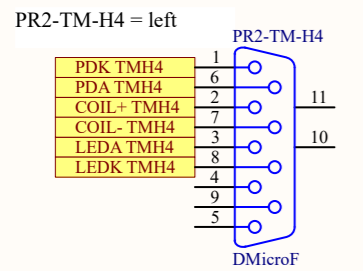 PR2-TM-H4 = left
PR2-TM-H4
PDK TMH4 1
PDA TMH4 6
COIL+ TMH4 2
11
COIL- TMH4 7
LEDA TMH4 3
10
LEDK TMH4 8
4
9
5
DMicroF